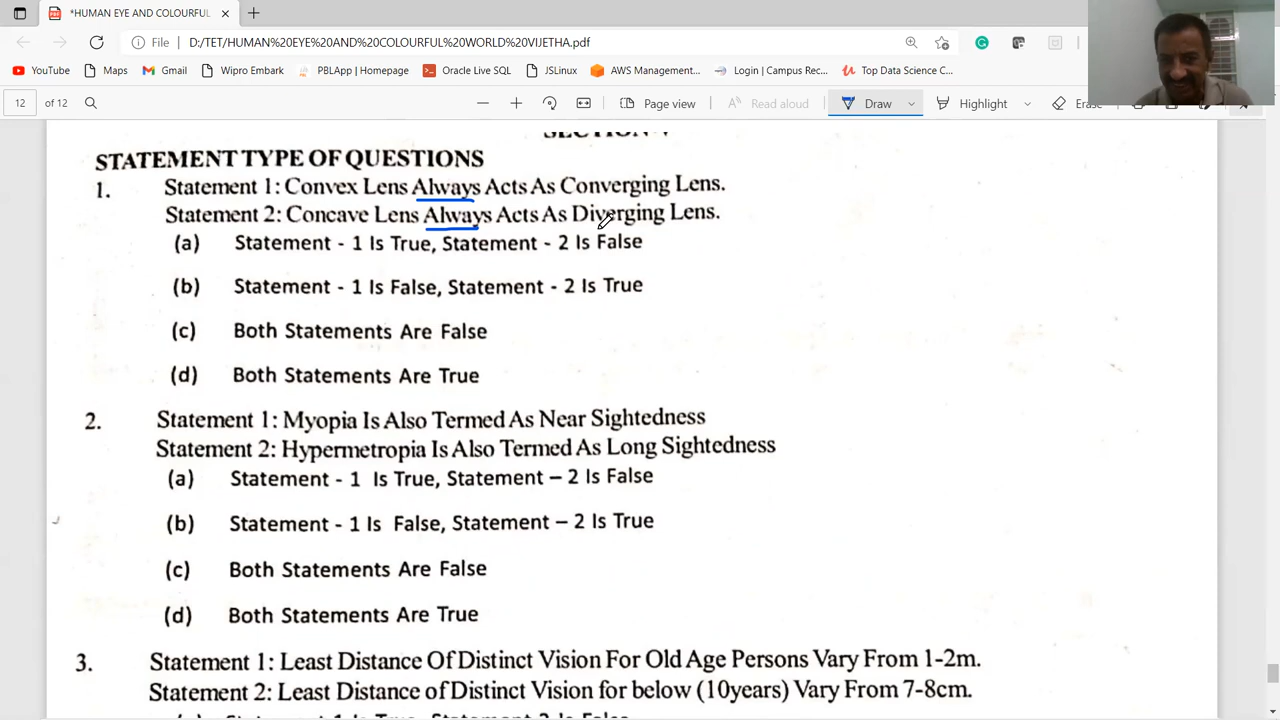 *HUMAN EYE AND COLOURFUL
File D:/TET/HUMAN%20EYE%20AND%20COLOURFUL%20WORLD%20IV/IJETHA.pdf
YouTube Maps Gmail Wipro Embark PBLApp | Homepage Oracle Live SQL JSLinux AWS Management... Login | Campus Rec... Top Data Science C...
12 of 12 Page view Read aloud Draw Highlight Erase
STATEMENT TYPE OF QUESTIONS
1. Statement 1: Convex Lens Always Acts As Converging Lens.
Statement 2: Concave Lens Always Acts As Diverging Lens.
(a) Statement - 1 Is True, Statement - 2 Is False
(b) Statement - 1 Is False, Statement - 2 Is True
(c) Both Statements Are False
(d) Both Statements Are True
2. Statement 1: Myopia Is Also Termed As Near Sightedness
Statement 2: Hypermetropia Is Also Termed As Long Sightedness
(a) Statement - 1 Is True, Statement – 2 Is False
(b) Statement - 1 Is False, Statement – 2 Is True
(c) Both Statements Are False
(d) Both Statements Are True
3. Statement 1: Least Distance Of Distinct Vision For Old Age Persons Vary From 1-2m.
Statement 2: Least Distance of Distinct Vision for below (10years) Vary From 7-8cm.